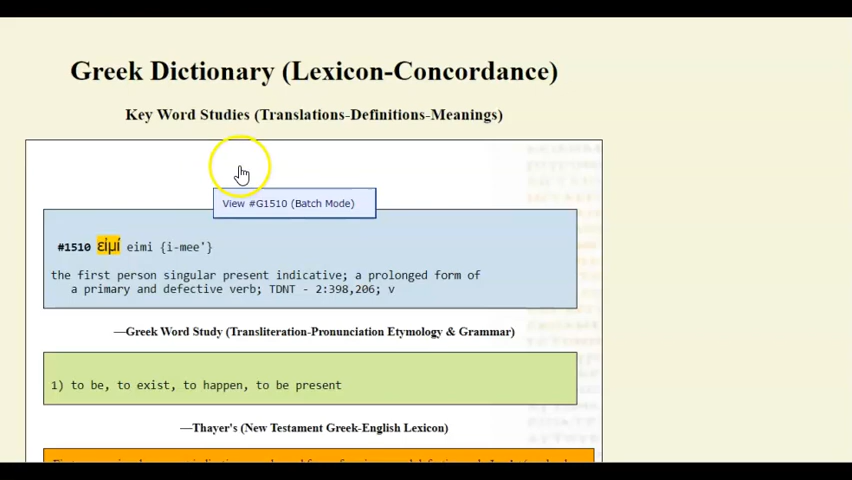 Greek Dictionary (Lexicon-Concordance)
Key Word Studies (Translations-Definitions-Meanings)
View #G1510 (Batch Mode)
#1510 εἰμί eimi {i-mee'}
the first person singular present indicative; a prolonged form of
a primary and defective verb; TDNT - 2:398,206; v
—Greek Word Study (Transliteration-Pronunciation Etymology & Grammar)
1) to be, to exist, to happen, to be present
—Thayer's (New Testament Greek-English Lexicon)